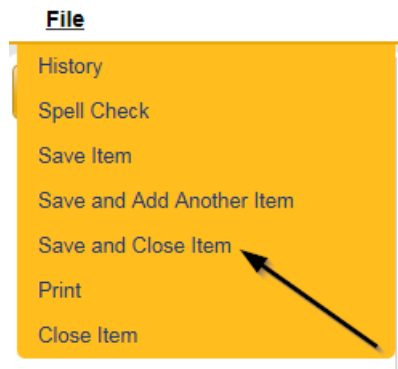 File
History
Spell Check
Save Item
Save and Add Another Item
Save and Close Item
Print
Close Item